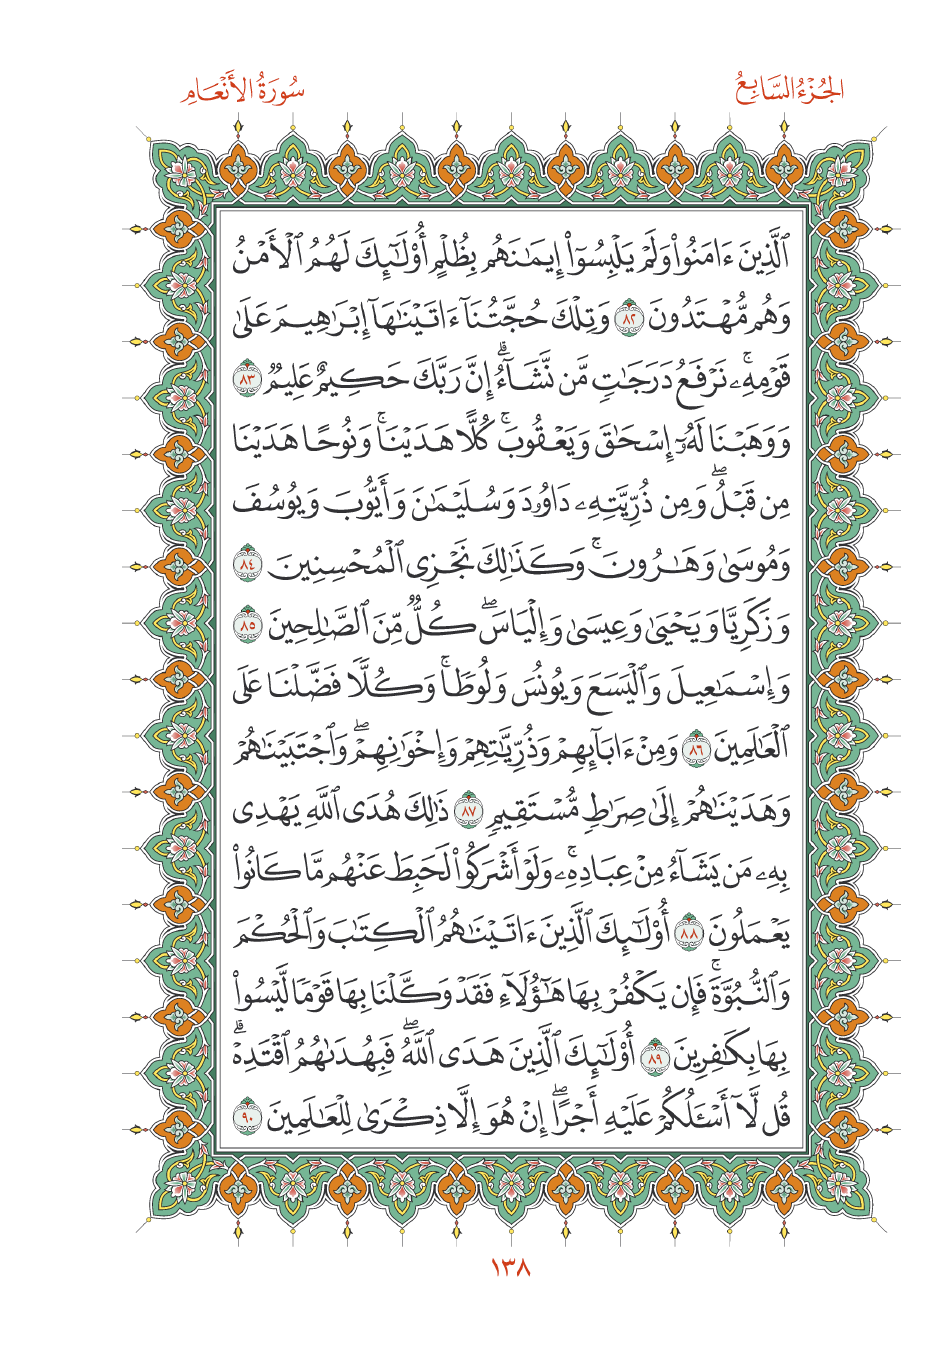 الجُزْءُ السَّابِعُ
سُورَةُ الأَنْعَامِ
ٱلَّذِينَ ءَامَنُوا۟ وَلَمْ يَلْبِسُوٓا۟ إِيمَـٰنَهُم بِظُلْمٍ أُو۟لَـٰٓئِكَ لَهُمُ ٱلْأَمْنُ
وَهُم مُّهْتَدُونَ ٨٢ وَتِلْكَ حُجَّتُنَآ ءَاتَيْنَـٰهَآ إِبْرَٰهِيمَ عَلَىٰ
قَوْمِهِۦۚ نَرْفَعُ دَرَجَـٰتٍ مَّن نَّشَآءُۗ إِنَّ رَبَّكَ حَكِيمٌ عَلِيمٌ ٨٣
وَوَهَبْنَا لَهُۥٓ إِسْحَـٰقَ وَيَعْقُوبَۚ كُلًّا هَدَيْنَاۚ وَنُوحًا هَدَيْنَا
مِن قَبْلُۖ وَمِن ذُرِّيَّتِهِۦ دَاوُۥدَ وَسُلَيْمَـٰنَ وَأَيُّوبَ وَيُوسُفَ
وَمُوسَىٰ وَهَـٰرُونَۚ وَكَذَٰلِكَ نَجْزِى ٱلْمُحْسِنِينَ ٨٤
وَزَكَرِيَّا وَيَحْيَىٰ وَعِيسَىٰ وَإِلْيَاسَۖ كُلٌّ مِّنَ ٱلصَّـٰلِحِينَ ٨٥
وَإِسْمَـٰعِيلَ وَٱلْيَسَعَ وَيُونُسَ وَلُوطًاۚ وَكُلًّا فَضَّلْنَا عَلَى
ٱلْعَـٰلَمِينَ ٨٦ وَمِنْ ءَابَآئِهِمْ وَذُرِّيَّـٰتِهِمْ وَإِخْوَٰنِهِمْۖ وَٱجْتَبَيْنَـٰهُمْ
وَهَدَيْنَـٰهُمْ إِلَىٰ صِرَٰطٍ مُّسْتَقِيمٍ ٨٧ ذَٰلِكَ هُدَى ٱللَّهِ يَهْدِى
بِهِۦ مَن يَشَآءُ مِنْ عِبَادِهِۦۚ وَلَوْ أَشْرَكُوا۟ لَحَبِطَ عَنْهُم مَّا كَانُوا۟
يَعْمَلُونَ ٨٨ أُو۟لَـٰٓئِكَ ٱلَّذِينَ ءَاتَيْنَـٰهُمُ ٱلْكِتَـٰبَ وَٱلْحُكْمَ
وَٱلنُّبُوَّةَۚ فَإِن يَكْفُرْ بِهَا هَـٰٓؤُلَآءِ فَقَدْ وَكَّلْنَا بِهَا قَوْمًا لَّيْسُوا۟
بِهَا بِكَـٰفِرِينَ ٨٩ أُو۟لَـٰٓئِكَ ٱلَّذِينَ هَدَى ٱللَّهُۖ فَبِهُدَىٰهُمُ ٱقْتَدِهْۗ
قُل لَّآ أَسْـَٔلُكُمْ عَلَيْهِ أَجْرًاۖ إِنْ هُوَ إِلَّا ذِكْرَىٰ لِلْعَـٰلَمِينَ ٩٠
١٣٨